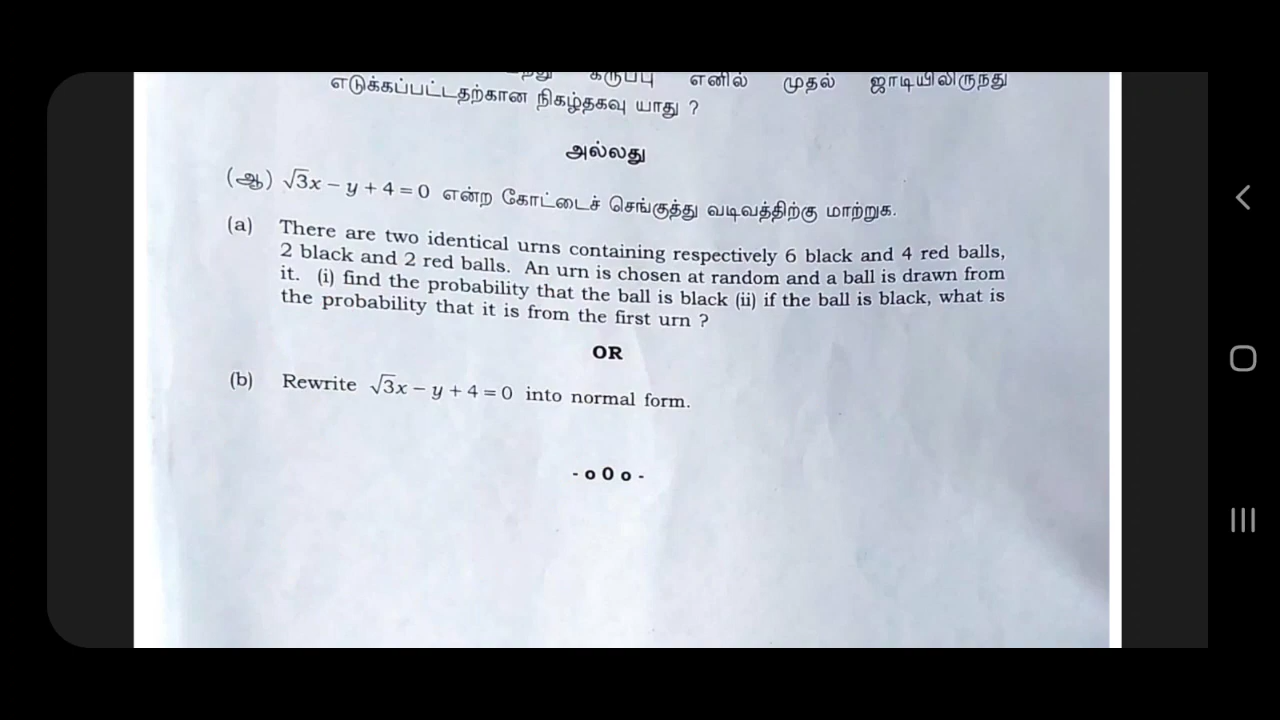 கருப்பு எனில் முதல் ஜாடியிலிருந்து
எடுக்கப்பட்டதற்கான நிகழ்தகவு யாது ?
அல்லது
(ஆ) √3x – y + 4 = 0 என்ற கோட்டைச் செங்குத்து வடிவத்திற்கு மாற்றுக.
(a) There are two identical urns containing respectively 6 black and 4 red balls,
2 black and 2 red balls. An urn is chosen at random and a ball is drawn from
it. (i) find the probability that the ball is black (ii) if the ball is black, what is
the probability that it is from the first urn ?
OR
(b) Rewrite √3x – y + 4 = 0 into normal form.
- o 0 o -